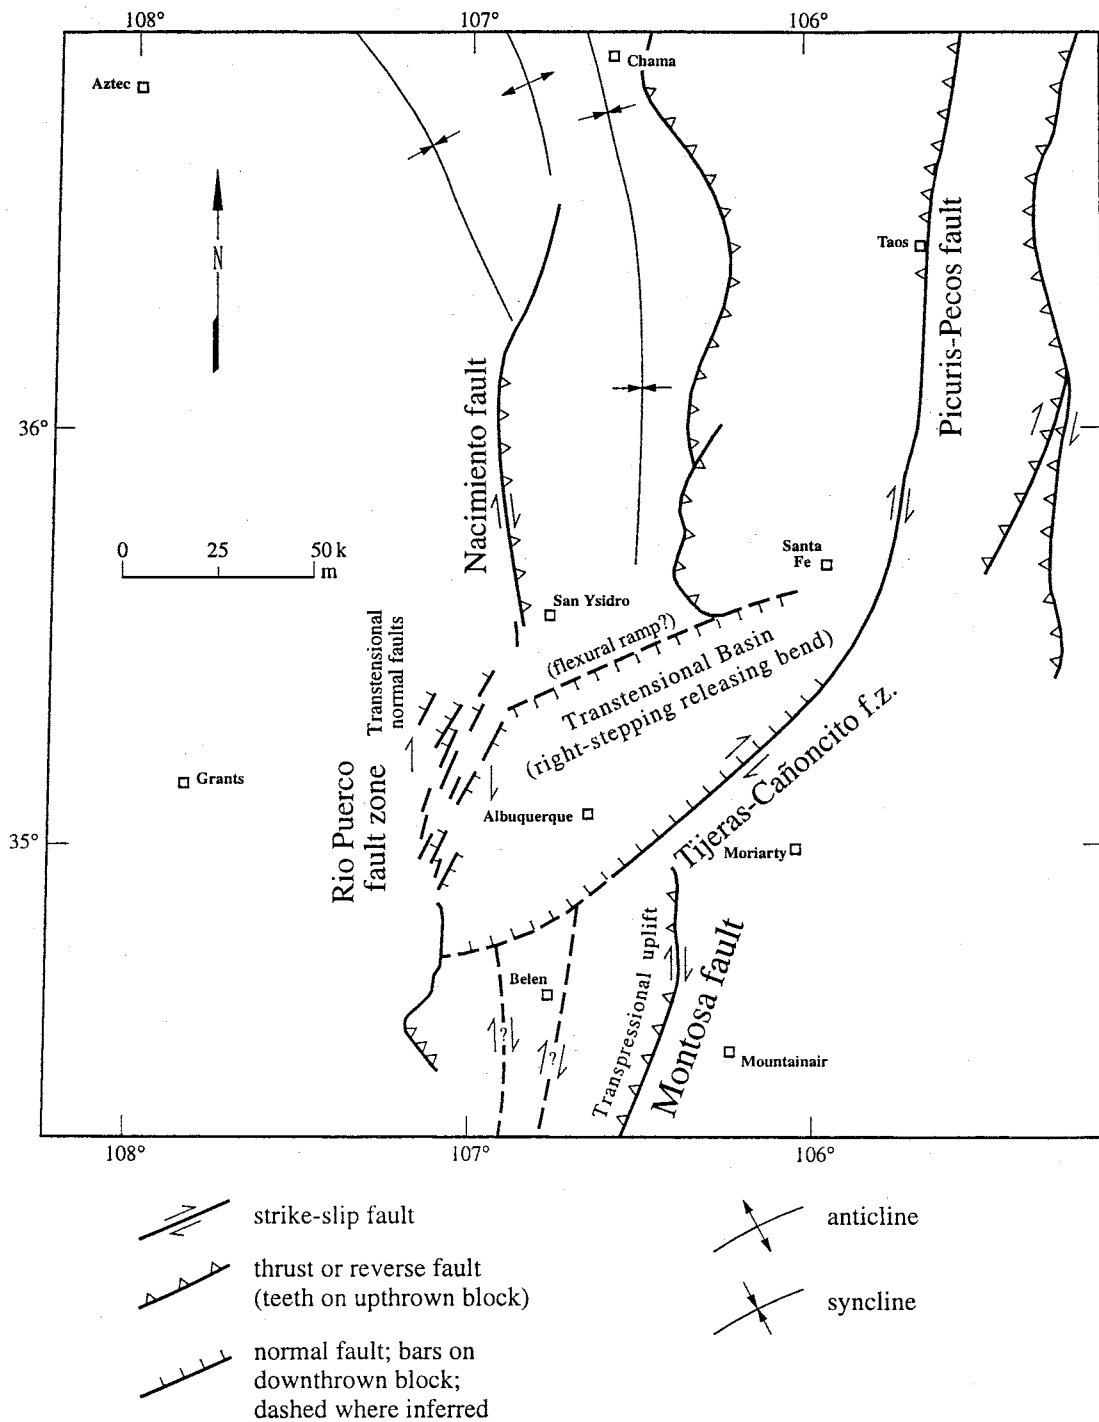 108°
107°
106°
Aztec
Chama
N
Taos
Picuris-Pecos fault
36°
Nacimiento fault
0 25 50 k
m
Santa
Fe
San Ysidro
(flexural ramp?)
Transtensional
normal faults
Transtensional Basin
(right-stepping releasing bend)
Grants
Rio Puerco
fault zone
Albuquerque
Tijeras-Cañoncito f.z.
35°
Moriarty
Transpressional uplift
Montosa fault
Belen
?
?
Mountainair
108°
107°
106°
strike-slip fault
thrust or reverse fault
(teeth on upthrown block)
normal fault; bars on
downthrown block;
dashed where inferred
anticline
syncline